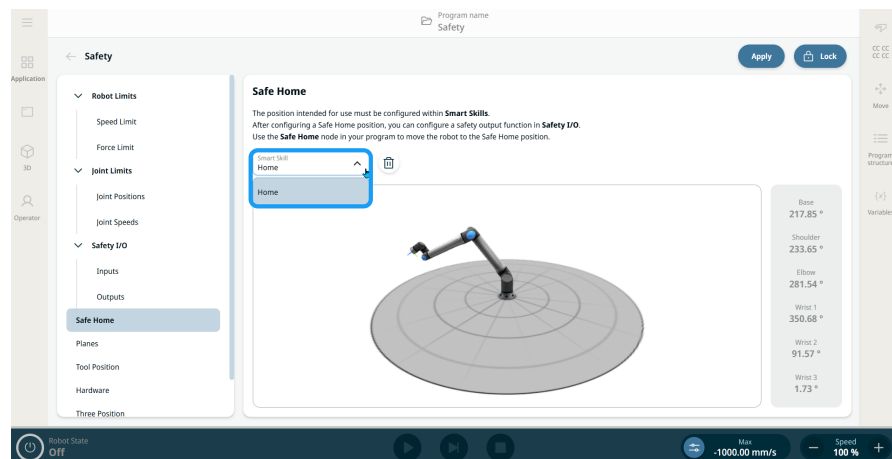 Program name
Safety
Safety
Apply
Lock
Application
3D
Operator
Robot Limits
Speed Limit
Force Limit
Joint Limits
Joint Positions
Joint Speeds
Safety I/O
Inputs
Outputs
Safe Home
Planes
Tool Position
Hardware
Three Position
Safe Home
The position intended for use must be configured within Smart Skills.
After configuring a Safe Home position, you can configure a safety output function in Safety I/O.
Use the Safe Home node in your program to move the robot to the Safe Home position.
Smart Skill
Home
Home
Base
217.85 °
Shoulder
233.65 °
Elbow
281.54 °
Wrist 1
350.68 °
Wrist 2
91.57 °
Wrist 3
1.73 °
CC CC
CC CC
Move
Program
structure
{x}
Variables
Robot State
Off
Max
-1000.00 mm/s
Speed
100 %